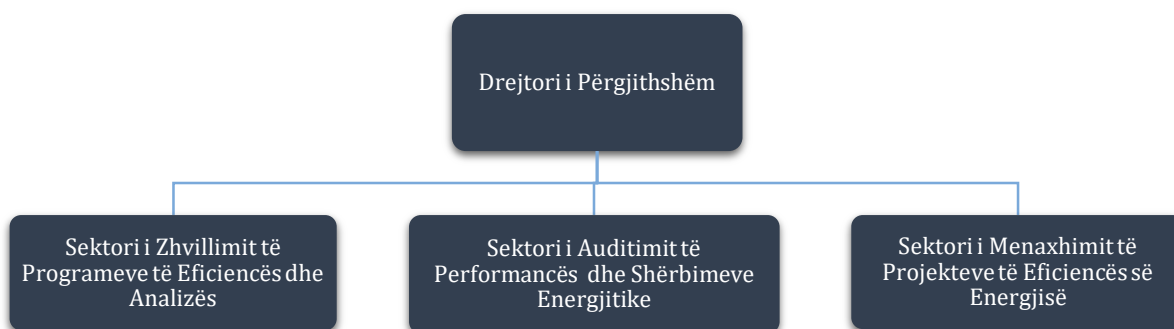 Drejtori i Përgjithshëm
Sektori i Zhvillimit të
Programeve të Eficiencës dhe
Analizës
Sektori i Auditimit të
Performancës dhe Shërbimeve
Energjitike
Sektori i Menaxhimit të
Projekteve të Eficiencës së
Energjisë